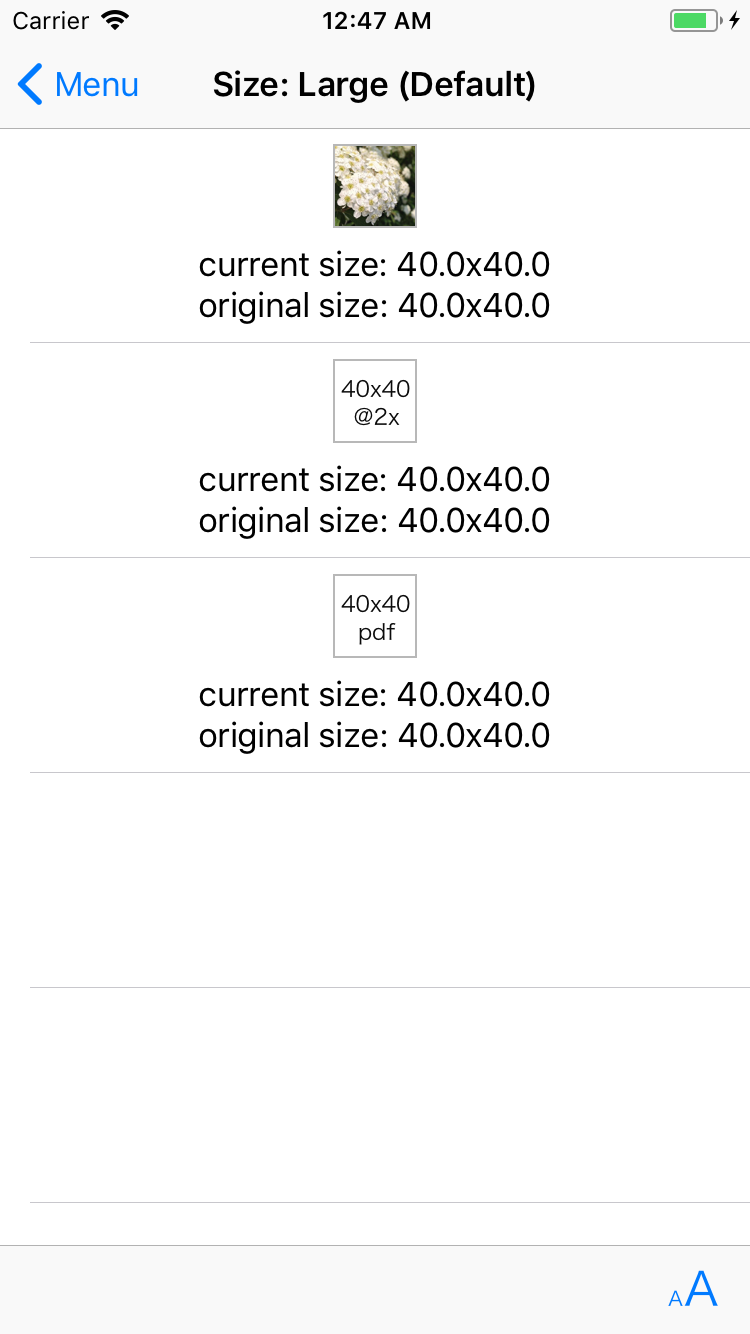 Carrier 12:47 AM
Menu Size: Large (Default)
current size: 40.0x40.0
original size: 40.0x40.0
40x40
@2x
current size: 40.0x40.0
original size: 40.0x40.0
40x40
pdf
current size: 40.0x40.0
original size: 40.0x40.0
AA